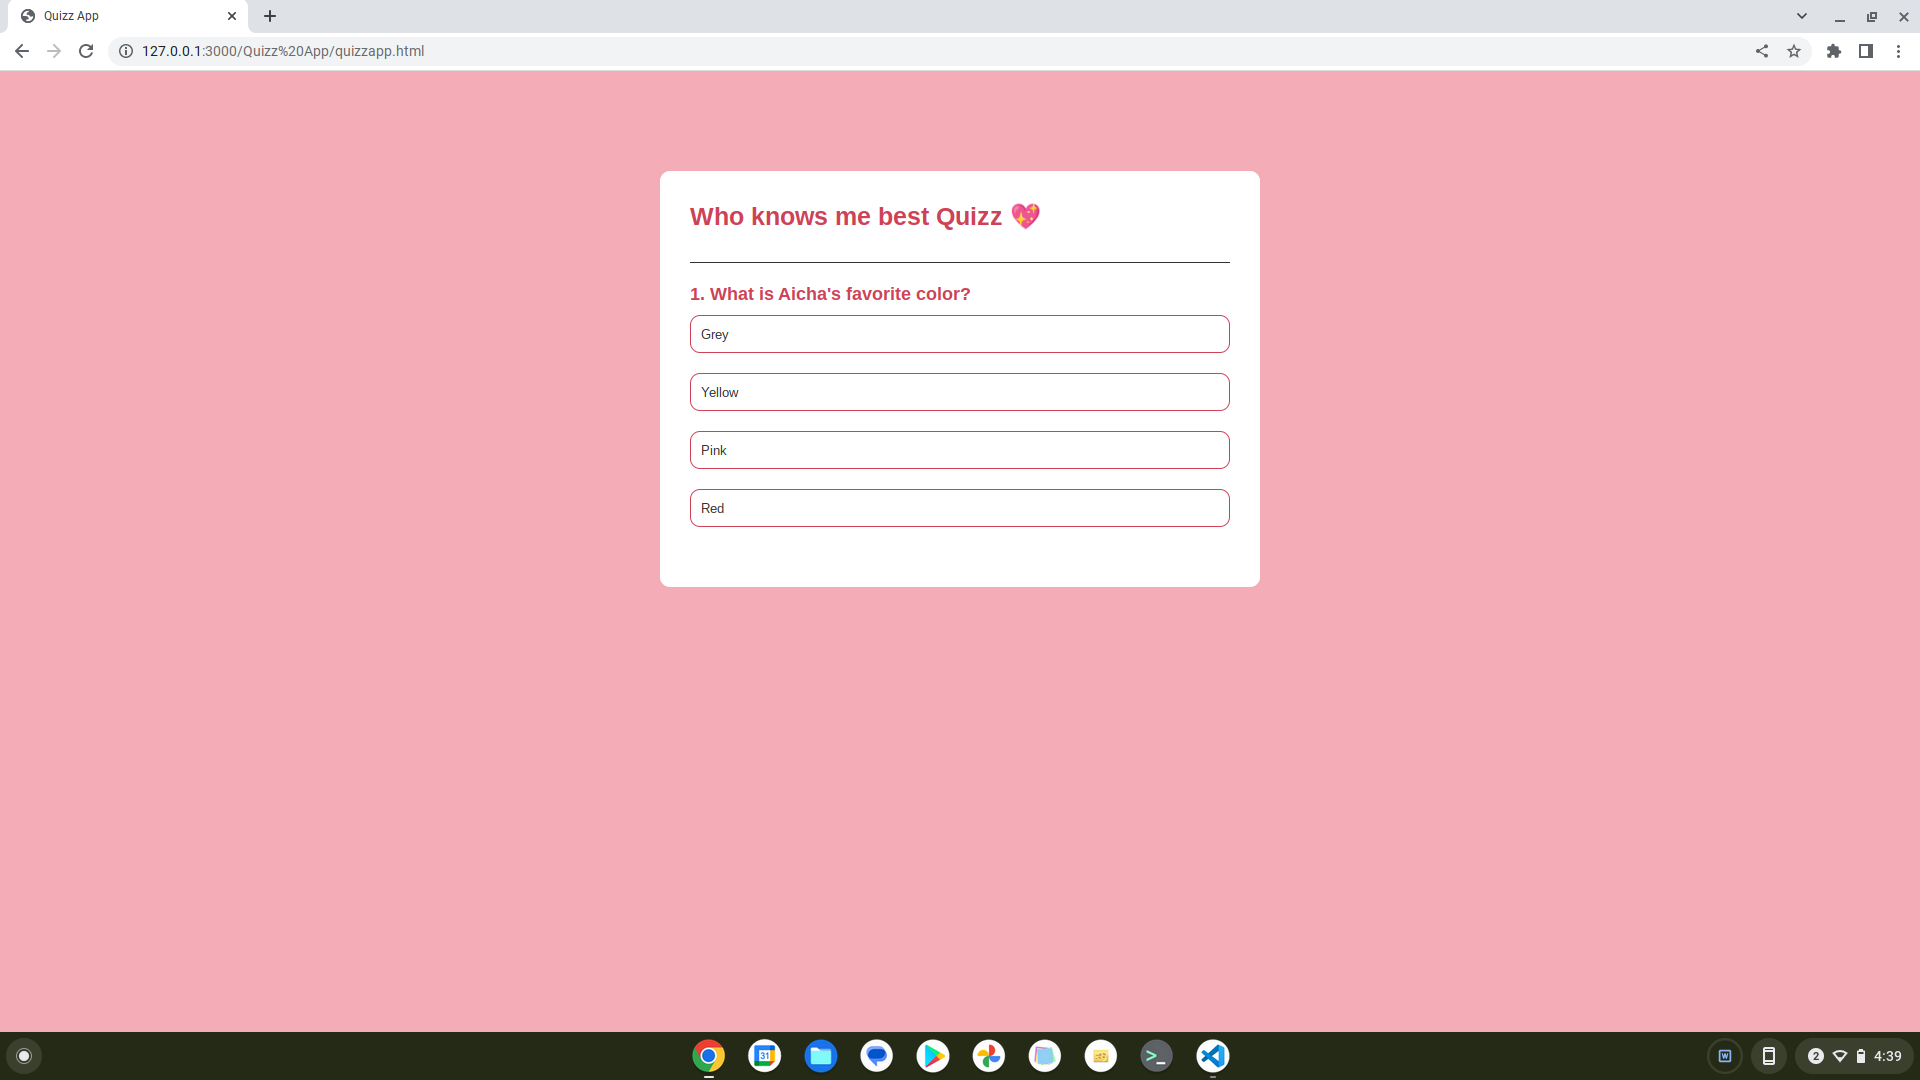 Quizz App
127.0.0.1:3000/Quizz%20App/quizzapp.html
Who knows me best Quizz 💖
1. What is Aicha's favorite color?
Grey
Yellow
Pink
Red
31
>_
W
2
4:39